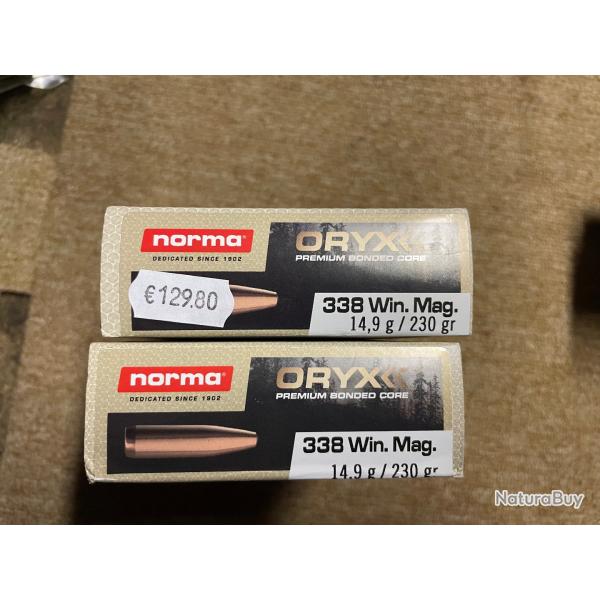 norma®
DEDICATED SINCE 1902
ORYX
PREMIUM BONDED CORE
€129.80
338 Win. Mag.
14,9 g / 230 gr
norma®
DEDICATED SINCE 1902
ORYX
PREMIUM BONDED CORE
338 Win. Mag.
14,9 g / 230 gr
NaturaBuy